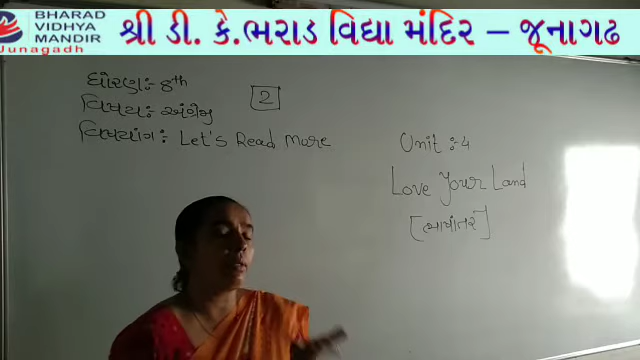 BHARAD
VIDHYA
MANDIR
Junagadh
શ્રી ડી. કે.ભરાડ વિદ્યા મંદિર – જૂનાગઢ
ધોરણ:- 8th
વિષય:- અંગ્રેજી
2
વિષયાંગ:- Let's Read More
Unit :- 4
Love Your Land
[ભાષાંતર]